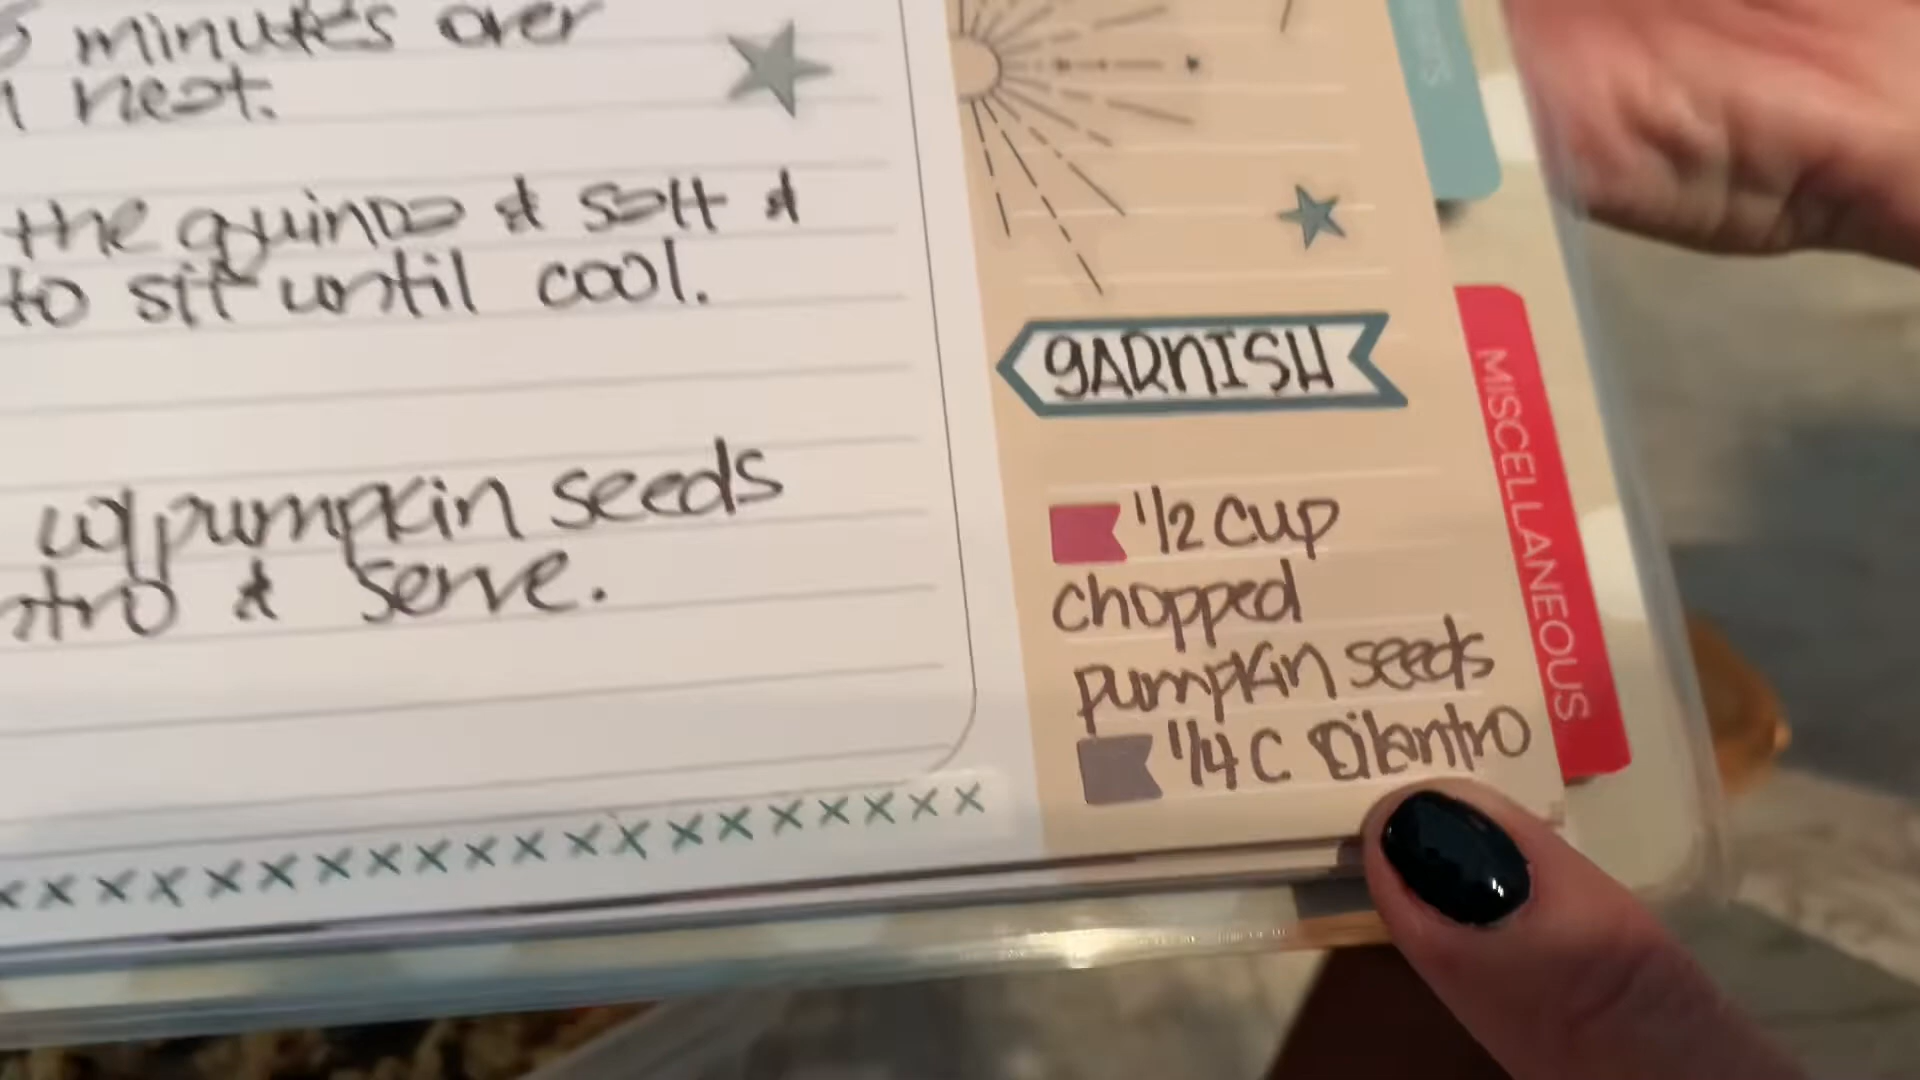 minutes over
heat.
the quinoa & salt &
to sit until cool.
w/ pumpkin seeds
& serve.
GARNISH
1/2 cup
chopped
pumpkin seeds
1/4 C Cilantro
MISCELLANEOUS